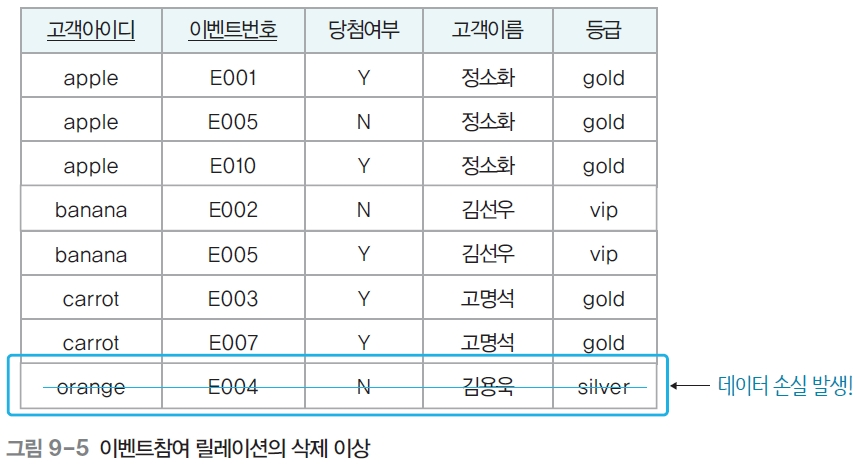 고객아이디 이벤트번호 당첨여부 고객이름 등급
apple E001 Y 정소화 gold
apple E005 N 정소화 gold
apple E010 Y 정소화 gold
banana E002 N 김선우 vip
banana E005 Y 김선우 vip
carrot E003 Y 고명석 gold
carrot E007 Y 고명석 gold
orange E004 N 김용욱 silver 데이터 손실 발생!
그림 9-5 이벤트참여 릴레이션의 삭제 이상